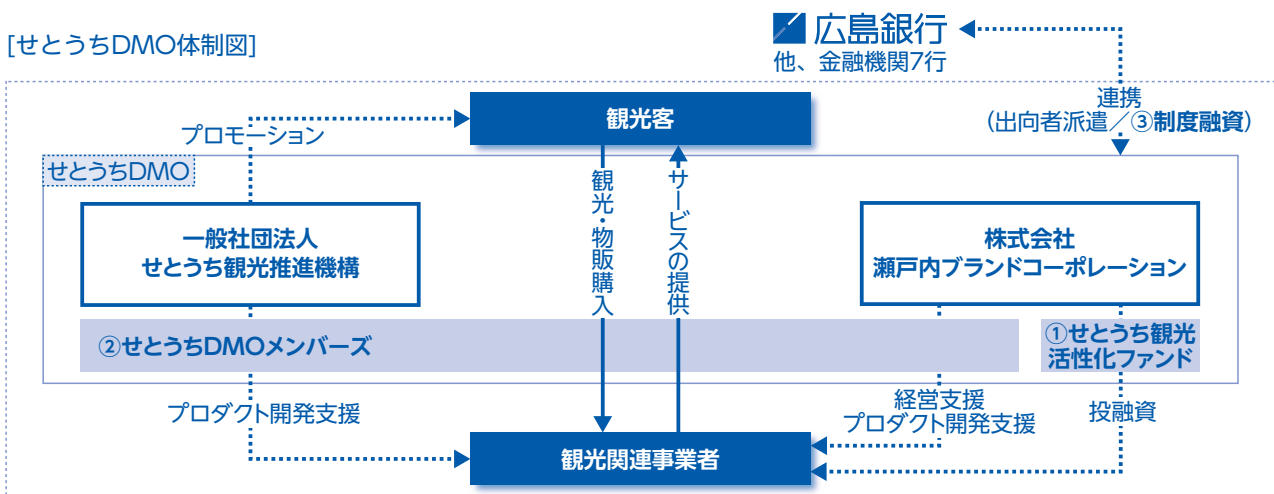 [せとうちDMO体制図]
広島銀行
他、金融機関7行
連携
(出向者派遣／③制度融資)
観光客
プロモーション
せとうちDMO
観光・物販購入
サービスの提供
一般社団法人
せとうち観光推進機構
株式会社
瀬戸内ブランドコーポレーション
②せとうちDMOメンバーズ
①せとうち観光
活性化ファンド
プロダクト開発支援
経営支援
プロダクト開発支援
投融資
観光関連事業者